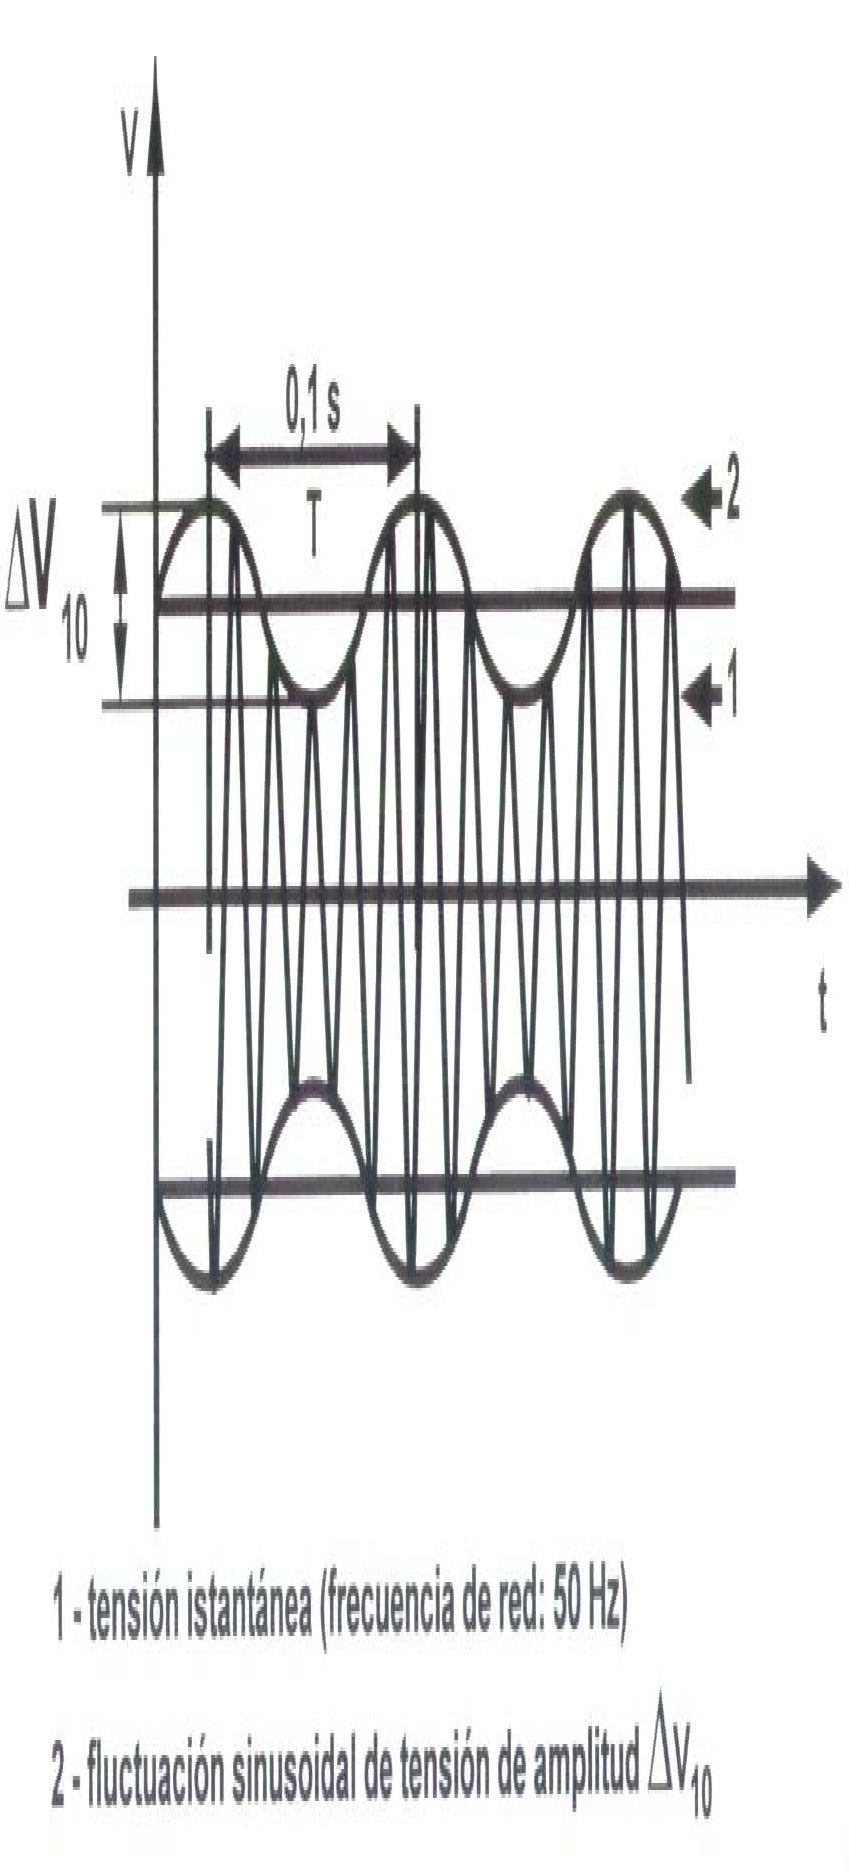 V
0,1 s
T
2
ΔV
10
1
t
1 - tensión istantánea (frecuencia de red: 50 Hz)
2 - fluctuación sinusoidal de tensión de amplitud ΔV10